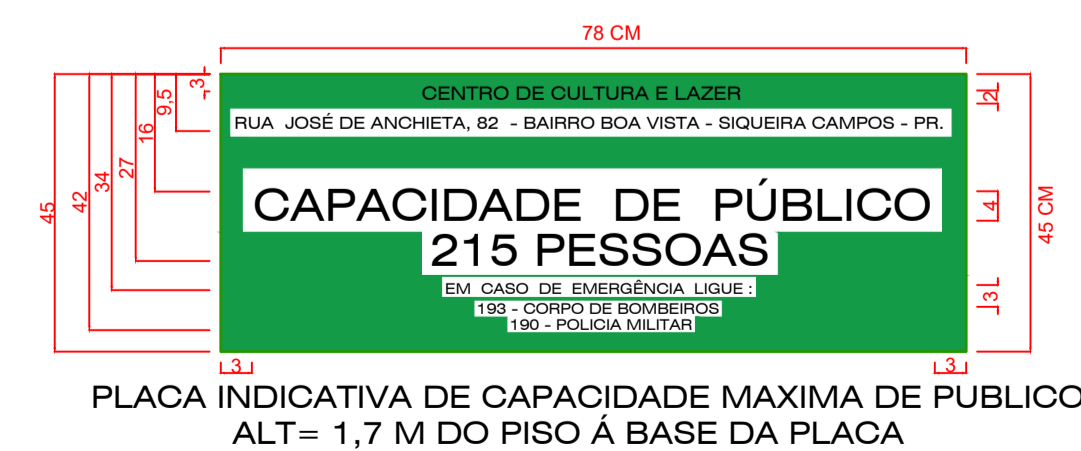 78 CM
CENTRO DE CULTURA E LAZER
RUA JOSÉ DE ANCHIETA, 82 - BAIRRO BOA VISTA - SIQUEIRA CAMPOS - PR.
CAPACIDADE DE PÚBLICO
215 PESSOAS
EM CASO DE EMERGÊNCIA LIGUE :
193 - CORPO DE BOMBEIROS
190 - POLICIA MILITAR
45
42
34
27
16
9,5
3
2
4
3
45 CM
3
3
PLACA INDICATIVA DE CAPACIDADE MAXIMA DE PUBLICO
ALT= 1,7 M DO PISO Á BASE DA PLACA